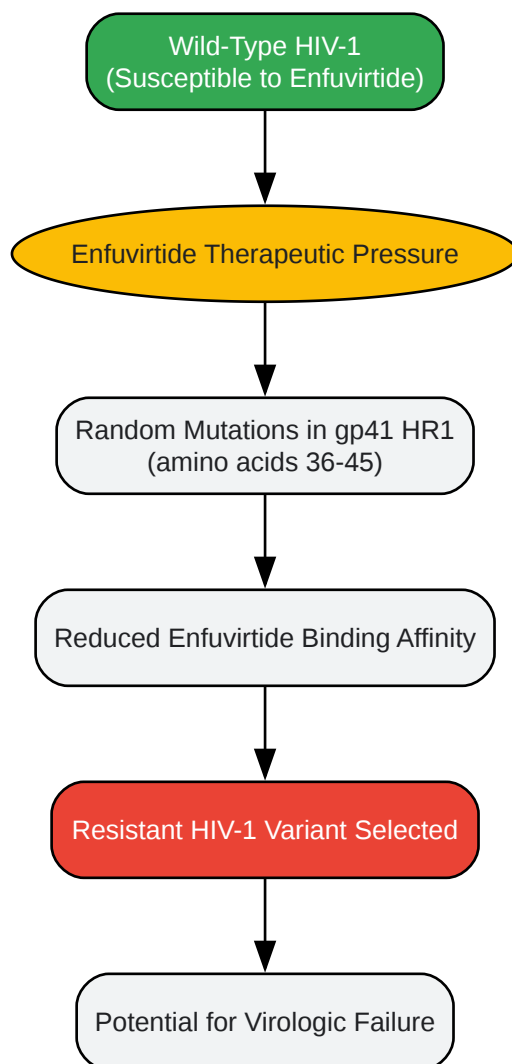 Wild-Type HIV-1
(Susceptible to Enfuvirtide)
Enfuvirtide Therapeutic Pressure
Random Mutations in gp41 HR1
(amino acids 36-45)
Reduced Enfuvirtide Binding Affinity
Resistant HIV-1 Variant Selected
Potential for Virologic Failure